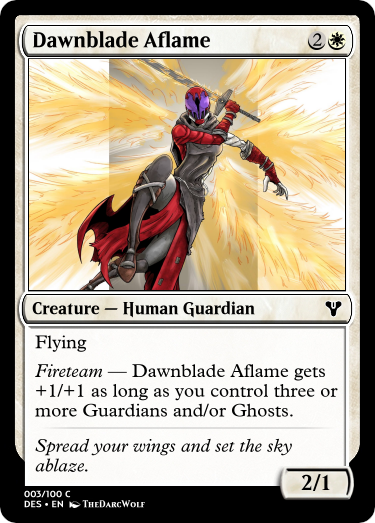 Dawnblade Aflame 2
Creature — Human Guardian
Flying
Fireteam — Dawnblade Aflame gets
+1/+1 as long as you control three or
more Guardians and/or Ghosts.
Spread your wings and set the sky
ablaze.
2/1
003/100 C
DES • EN TheDarcWolf